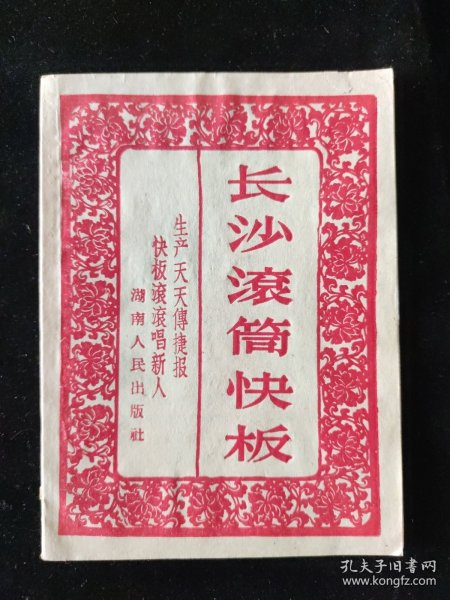 长沙滚筒快板
生产天天傳捷报
快板滚滚唱新人
湖南人民出版社
孔夫子旧书网
www.kongfz.com